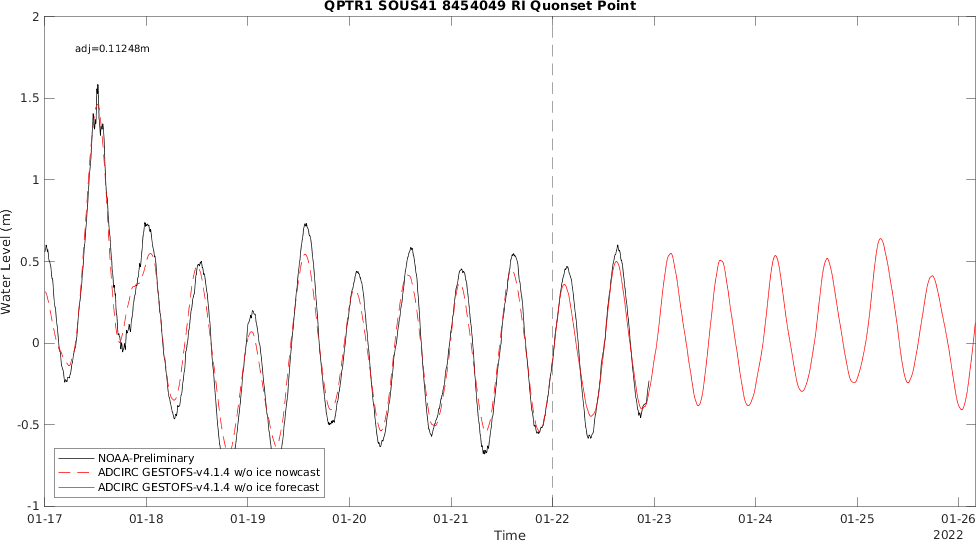 QPTR1 SOUS41 8454049 RI Quonset Point
adj=0.11248m
Water Level (m)
2
1.5
1
0.5
0
-0.5
-1
NOAA-Preliminary
ADCIRC GESTOFS-v4.1.4 w/o ice nowcast
ADCIRC GESTOFS-v4.1.4 w/o ice forecast
01-17 01-18 01-19 01-20 01-21 01-22 01-23 01-24 01-25 01-26
Time
2022